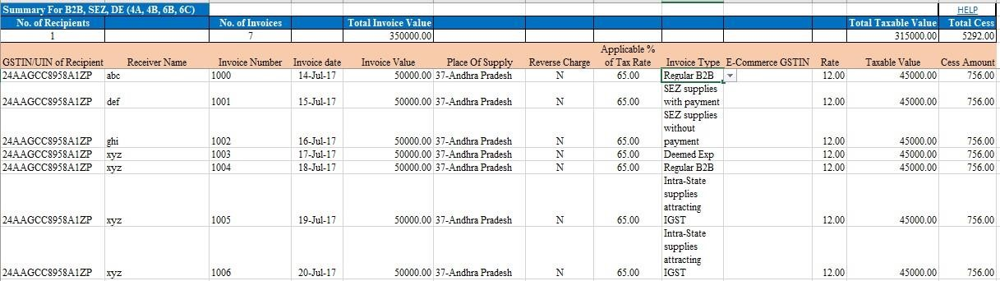 Summary For B2B, SEZ, DE (4A, 4B, 6B, 6C) HELP
No. of Recipients No. of Invoices Total Invoice Value Total Taxable Value Total Cess
1 7 350000.00 315000.00 5292.00
Applicable %
GSTIN/UIN of Recipient Receiver Name Invoice Number Invoice date Invoice Value Place Of Supply Reverse Charge of Tax Rate Invoice Type E-Commerce GSTIN Rate Taxable Value Cess Amount
24AAGCC8958A1ZP abc 1000 14-Jul-17 50000.00 37-Andhra Pradesh N 65.00 Regular B2B 12.00 45000.00 756.00
SEZ supplies
24AAGCC8958A1ZP def 1001 15-Jul-17 50000.00 37-Andhra Pradesh N 65.00 with payment 12.00 45000.00 756.00
SEZ supplies
without
24AAGCC8958A1ZP ghi 1002 16-Jul-17 50000.00 37-Andhra Pradesh N 65.00 payment 12.00 45000.00 756.00
24AAGCC8958A1ZP xyz 1003 17-Jul-17 50000.00 37-Andhra Pradesh N 65.00 Deemed Exp 12.00 45000.00 756.00
24AAGCC8958A1ZP xyz 1004 18-Jul-17 50000.00 37-Andhra Pradesh N 65.00 Regular B2B 12.00 45000.00 756.00
Intra-State
supplies
attracting
24AAGCC8958A1ZP xyz 1005 19-Jul-17 50000.00 37-Andhra Pradesh N 65.00 IGST 12.00 45000.00 756.00
Intra-State
supplies
attracting
24AAGCC8958A1ZP xyz 1006 20-Jul-17 50000.00 37-Andhra Pradesh N 65.00 IGST 12.00 45000.00 756.00